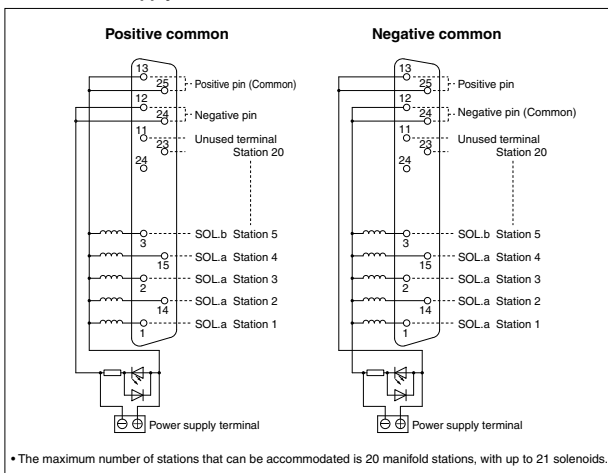 Positive common
13
25
Positive pin (Common)
12
24
Negative pin
11
Unused terminal
23
Station 20
24
SOL.b Station 5
3
SOL.a Station 4
15
SOL.a Station 3
2
SOL.a Station 2
14
SOL.a Station 1
1
⊖ ⊕ Power supply terminal
Negative common
13
25
Positive pin
12
24
Negative pin (Common)
11
Unused terminal
23
Station 20
24
SOL.b Station 5
3
SOL.a Station 4
15
SOL.a Station 3
2
SOL.a Station 2
14
SOL.a Station 1
1
⊖ ⊕ Power supply terminal
• The maximum number of stations that can be accommodated is 20 manifold stations, with up to 21 solenoids.